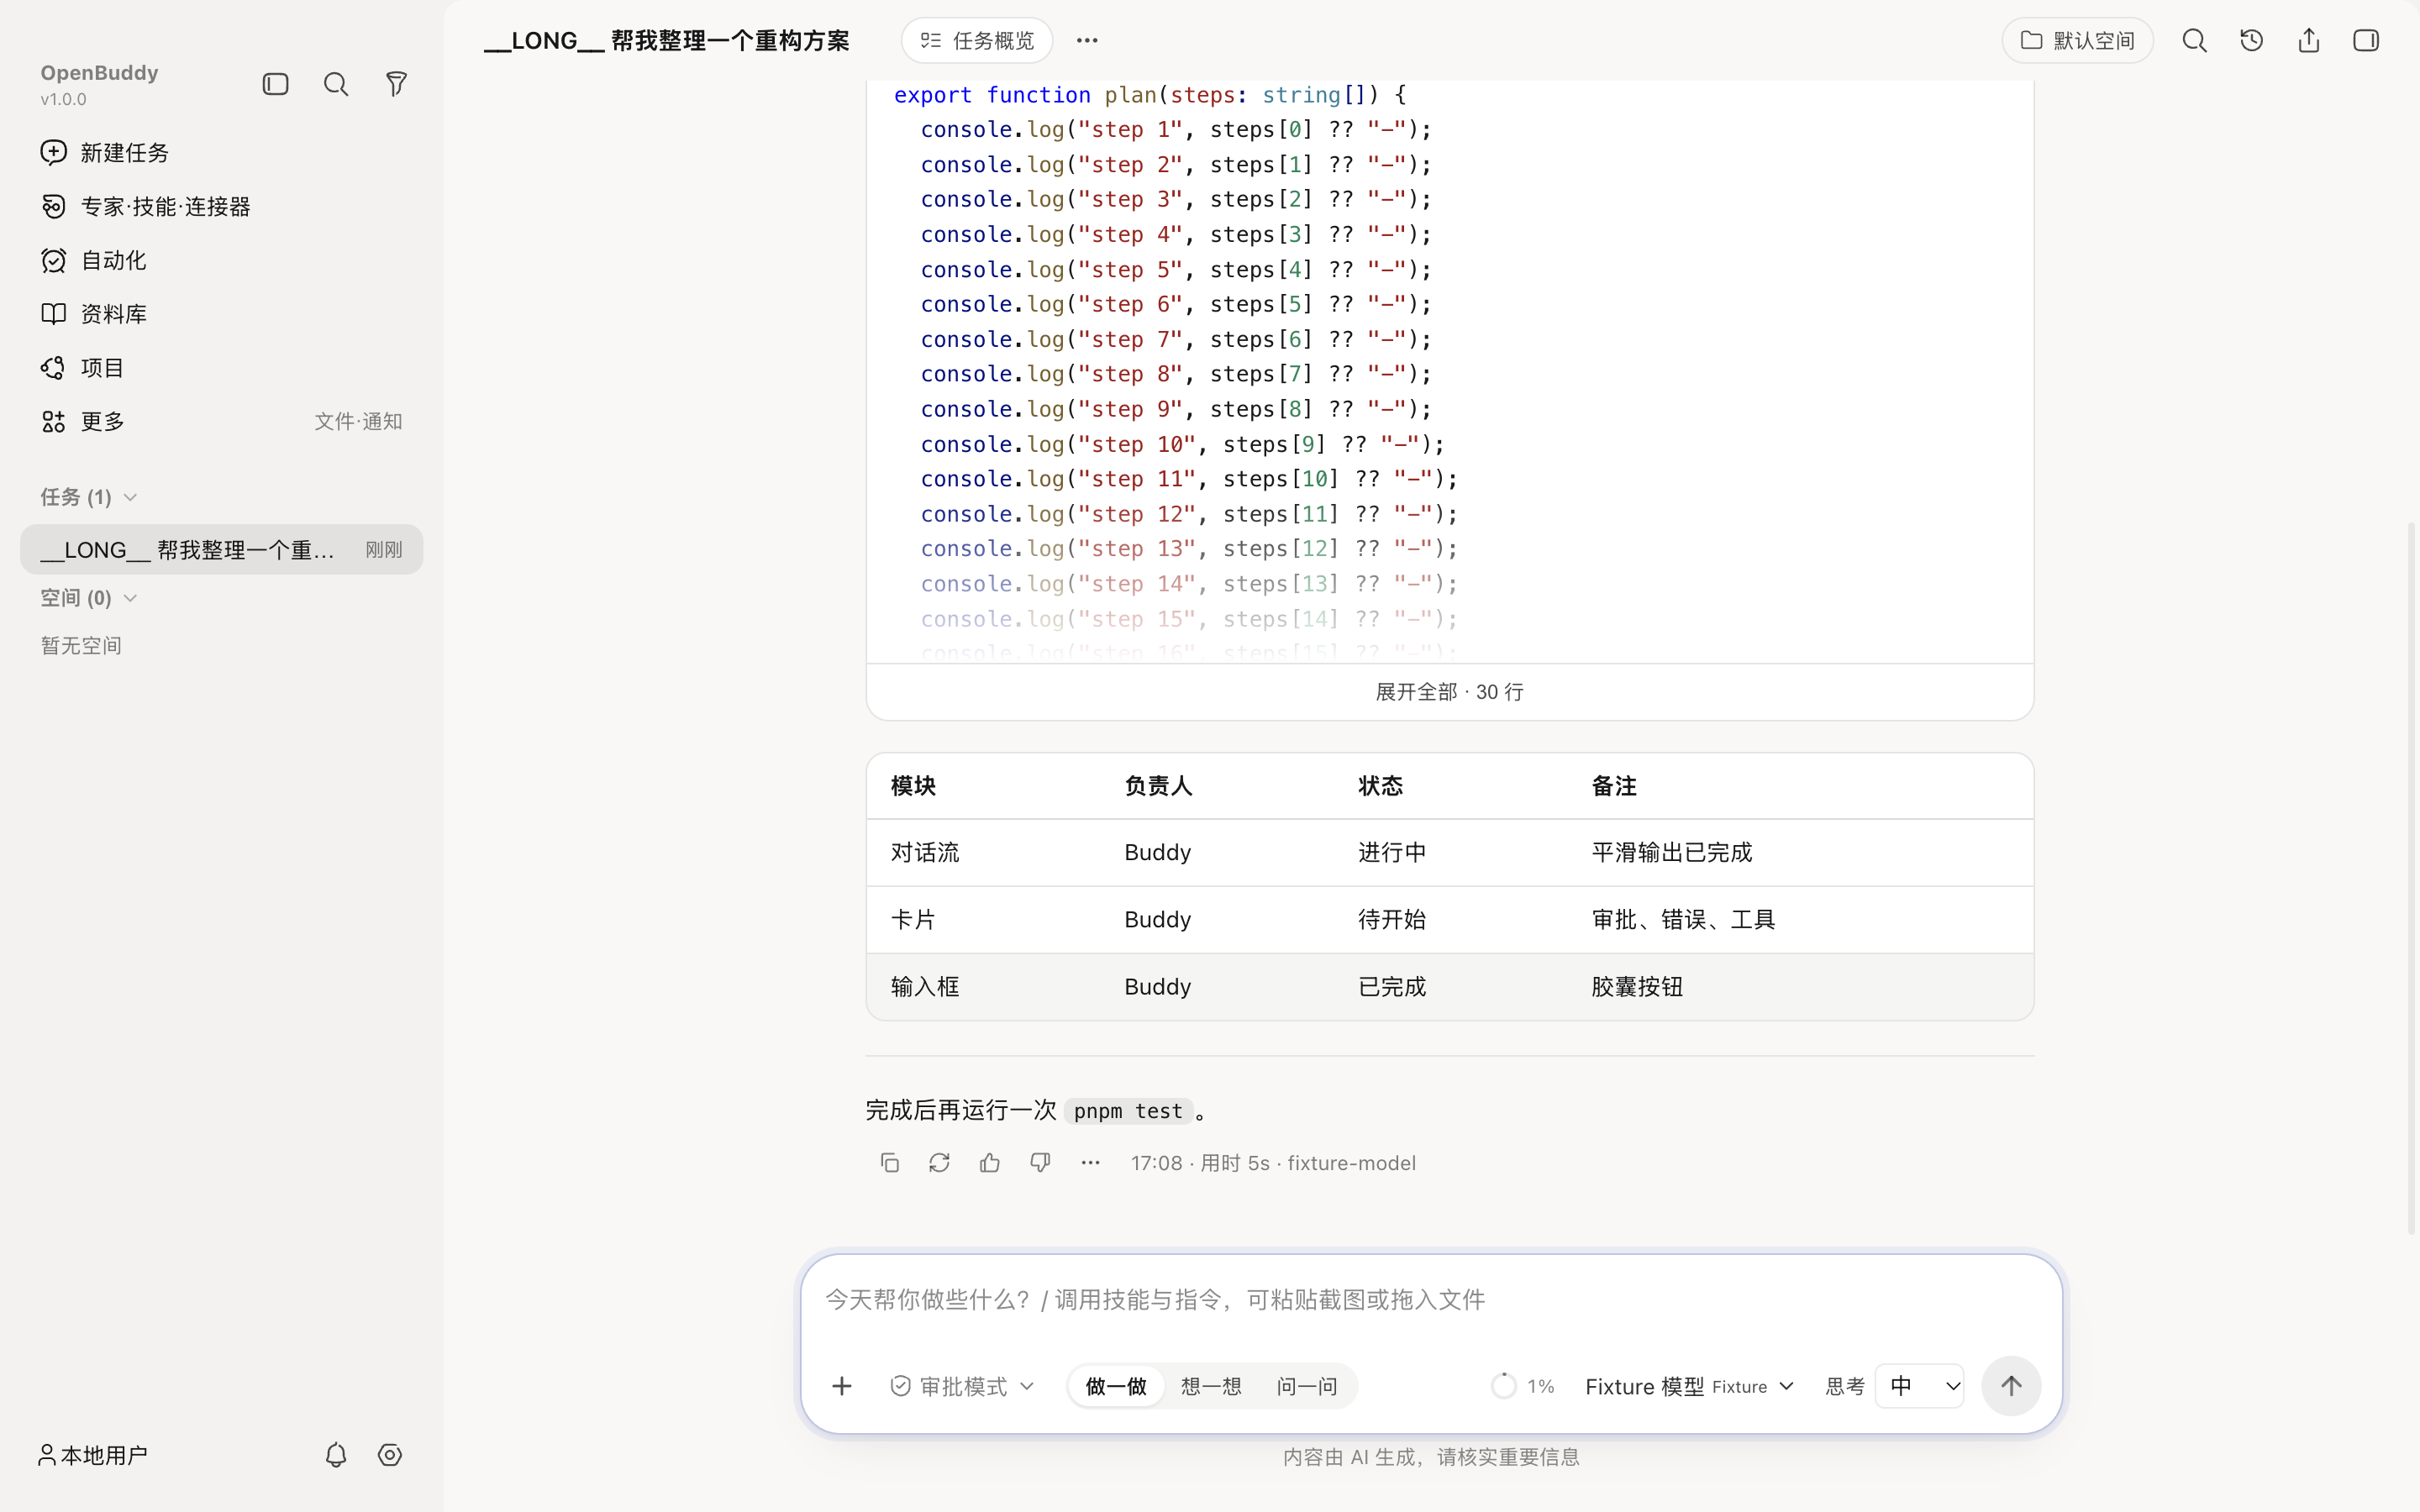 OpenBuddy
v1.0.0
新建任务
专家·技能·连接器
自动化
资料库
项目
更多 文件·通知
任务 (1)
__LONG__ 帮我整理一个重… 刚刚
空间 (0)
暂无空间
本地用户
__LONG__ 帮我整理一个重构方案 任务概览 默认空间
export function plan(steps: string[]) {
  console.log("step 1", steps[0] ?? "—");
  console.log("step 2", steps[1] ?? "—");
  console.log("step 3", steps[2] ?? "—");
  console.log("step 4", steps[3] ?? "—");
  console.log("step 5", steps[4] ?? "—");
  console.log("step 6", steps[5] ?? "—");
  console.log("step 7", steps[6] ?? "—");
  console.log("step 8", steps[7] ?? "—");
  console.log("step 9", steps[8] ?? "—");
  console.log("step 10", steps[9] ?? "—");
  console.log("step 11", steps[10] ?? "—");
  console.log("step 12", steps[11] ?? "—");
  console.log("step 13", steps[12] ?? "—");
  console.log("step 14", steps[13] ?? "—");
  console.log("step 15", steps[14] ?? "—");
  console.log("step 16", steps[15] ?? "—");
展开全部 · 30 行
模块 负责人 状态 备注
对话流 Buddy 进行中 平滑输出已完成
卡片 Buddy 待开始 审批、错误、工具
输入框 Buddy 已完成 胶囊按钮
完成后再运行一次 pnpm test 。
17:08 · 用时 5s · fixture-model
今天帮你做些什么？/ 调用技能与指令，可粘贴截图或拖入文件
审批模式 做一做 想一想 问一问 1% Fixture 模型 Fixture 思考 中
内容由 AI 生成，请核实重要信息